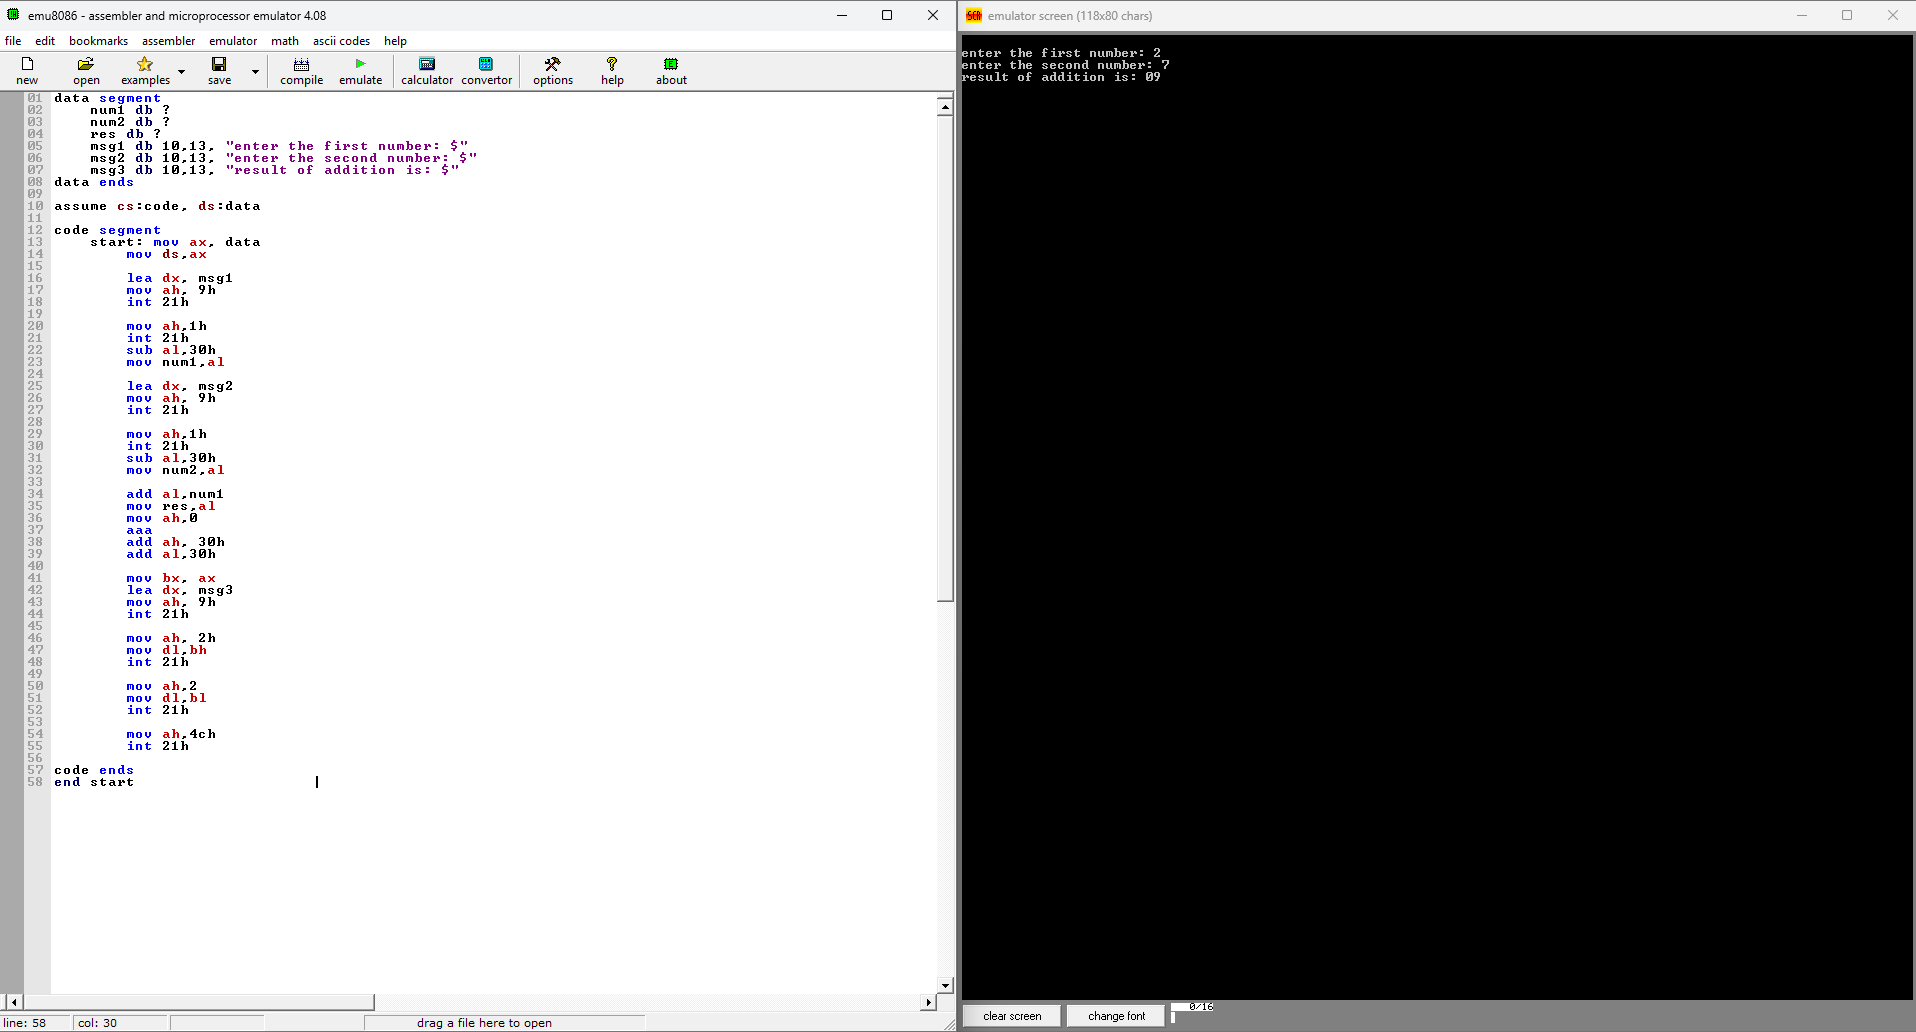 emu8086 - assembler and microprocessor emulator 4.08
file edit bookmarks assembler emulator math ascii codes help
new open examples save compile emulate calculator convertor options help about
01 data segment
02 num1 db ?
03 num2 db ?
04 res db ?
05 msg1 db 10,13, "enter the first number: $"
06 msg2 db 10,13, "enter the second number: $"
07 msg3 db 10,13, "result of addition is: $"
08 data ends
09
10 assume cs:code, ds:data
11
12 code segment
13 start: mov ax, data
14 mov ds,ax
15
16 lea dx, msg1
17 mov ah, 9h
18 int 21h
19
20 mov ah,1h
21 int 21h
22 sub al,30h
23 mov num1,al
24
25 lea dx, msg2
26 mov ah, 9h
27 int 21h
28
29 mov ah,1h
30 int 21h
31 sub al,30h
32 mov num2,al
33
34 add al,num1
35 mov res,al
36 mov ah,0
37 aaa
38 add ah, 30h
39 add al,30h
40
41 mov bx, ax
42 lea dx, msg3
43 mov ah, 9h
44 int 21h
45
46 mov ah, 2h
47 mov dl,bh
48 int 21h
49
50 mov ah,2
51 mov dl,bl
52 int 21h
53
54 mov ah,4ch
55 int 21h
56
57 code ends
58 end start
line: 58 col: 30 drag a file here to open
SCR emulator screen (118x80 chars)
enter the first number: 2
enter the second number: 7
result of addition is: 09
clear screen change font 0/16